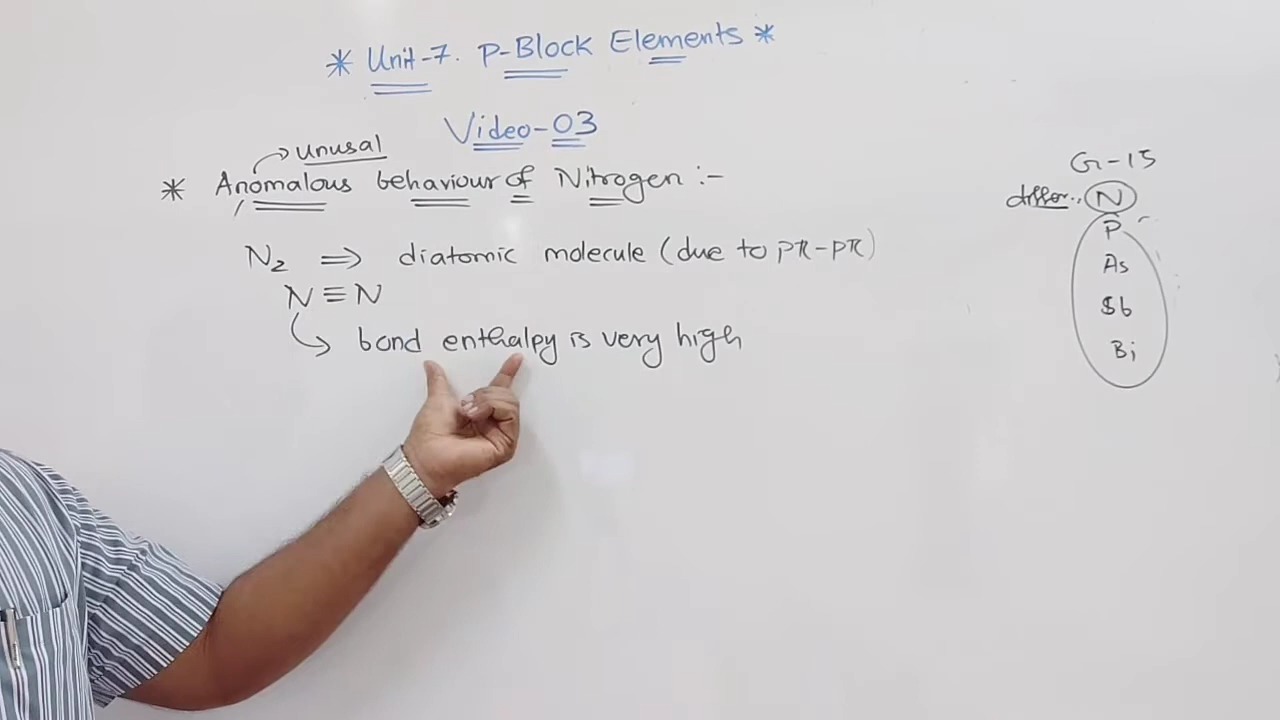 * Unit-7. P-Block Elements *
Video-03
unusal
* Anomalous behaviour of Nitrogen :-
N₂ ⇒ diatomic molecule (due to pπ-pπ)
N≡N
bond enthalpy is very high
G-15
differ.. N
P
As
Sb
Bi